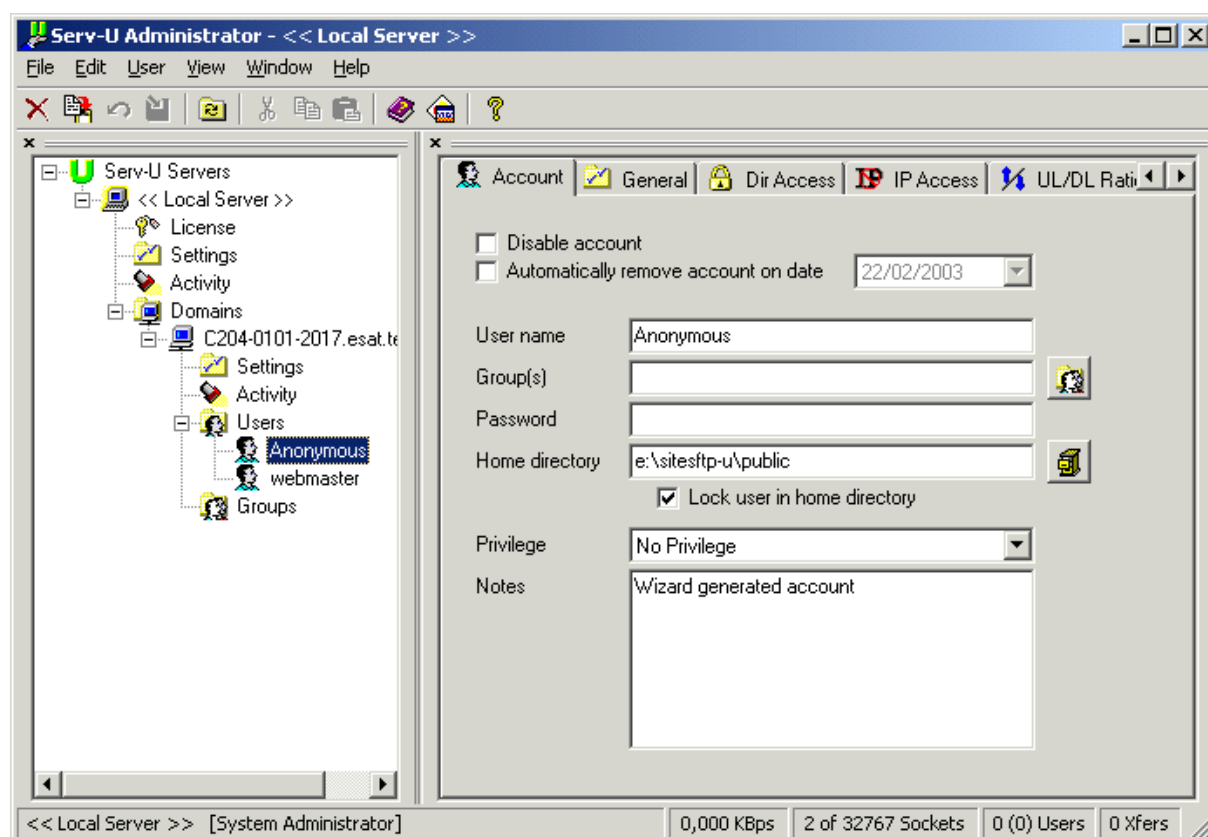 Serv-U Administrator - << Local Server >>
File Edit User View Window Help
Serv-U Servers
<< Local Server >>
License
Settings
Activity
Domains
C204-0101-2017.esat.te
Settings
Activity
Users
Anonymous
webmaster
Groups
Account General Dir Access IP Access UL/DL Rati
Disable account
Automatically remove account on date 22/02/2003
User name Anonymous
Group(s)
Password
Home directory e:\sitesftp-u\public
Lock user in home directory
Privilege No Privilege
Notes Wizard generated account
<< Local Server >> [System Administrator] 0,000 KBps 2 of 32767 Sockets 0 (0) Users 0 Xfers